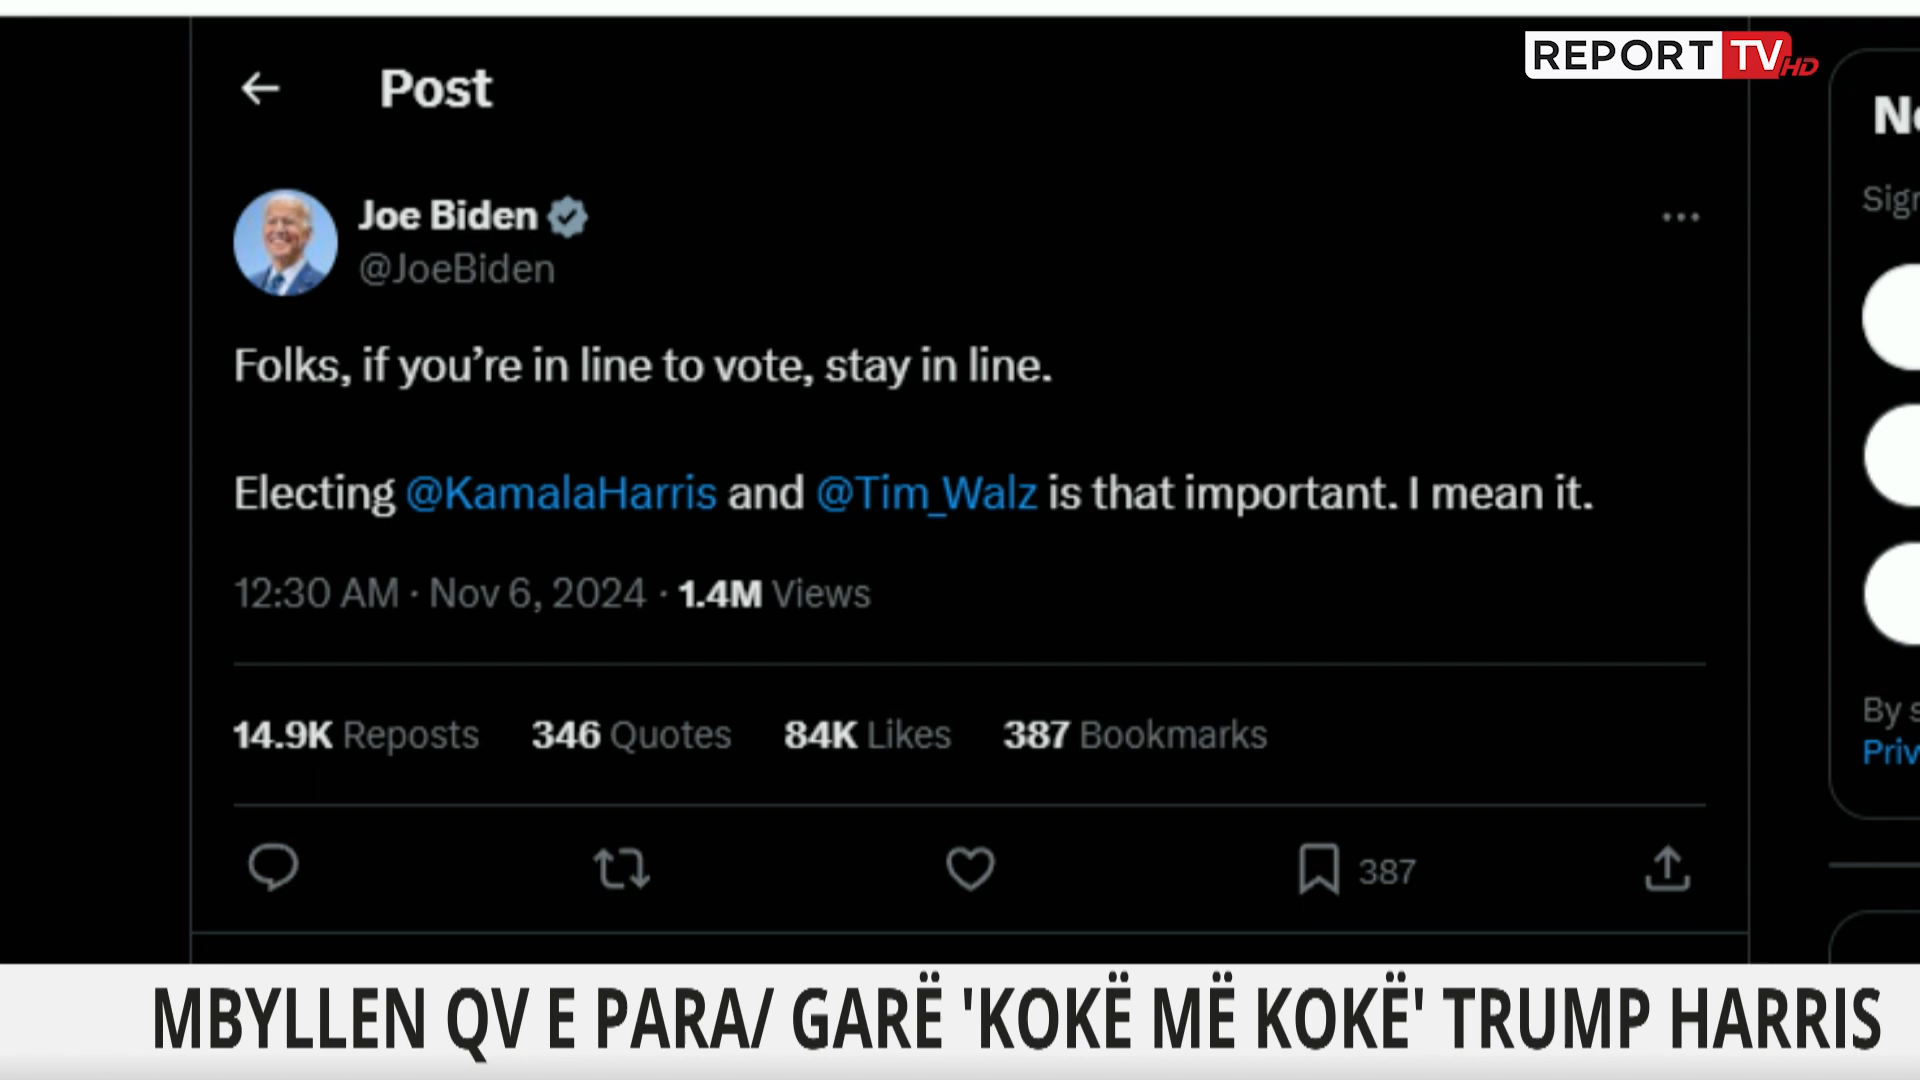 REPORT TV HD
Post
Joe Biden
@JoeBiden
Folks, if you’re in line to vote, stay in line.
Electing @KamalaHarris and @Tim_Walz is that important. I mean it.
12:30 AM · Nov 6, 2024 · 1.4M Views
14.9K Reposts 346 Quotes 84K Likes 387 Bookmarks
387
By
MBYLLEN QV E PARA/ GARË 'KOKË MË KOKË' TRUMP HARRIS